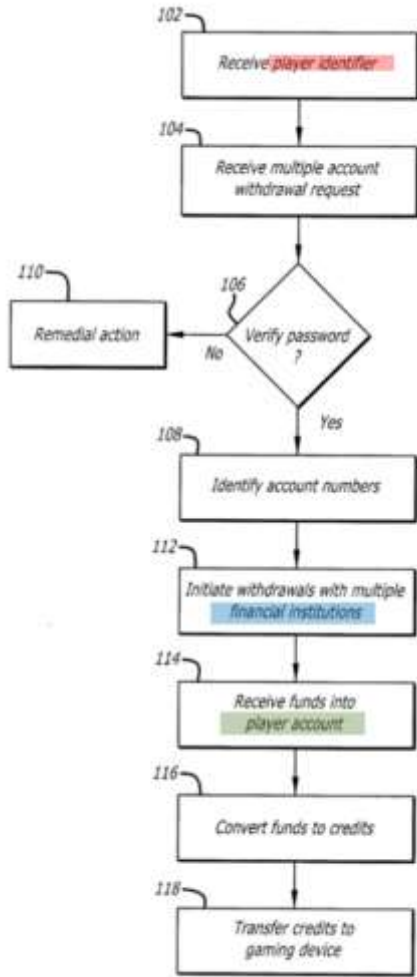 102
Receive player identifier
104
Receive multiple account
withdrawal request
110
Remedial action
106
Verify password
?
No
Yes
108
Identify account numbers
112
Initiate withdrawals with multiple
financial institutions
114
Receive funds into
player account
116
Convert funds to credits
118
Transfer credits to
gaming device